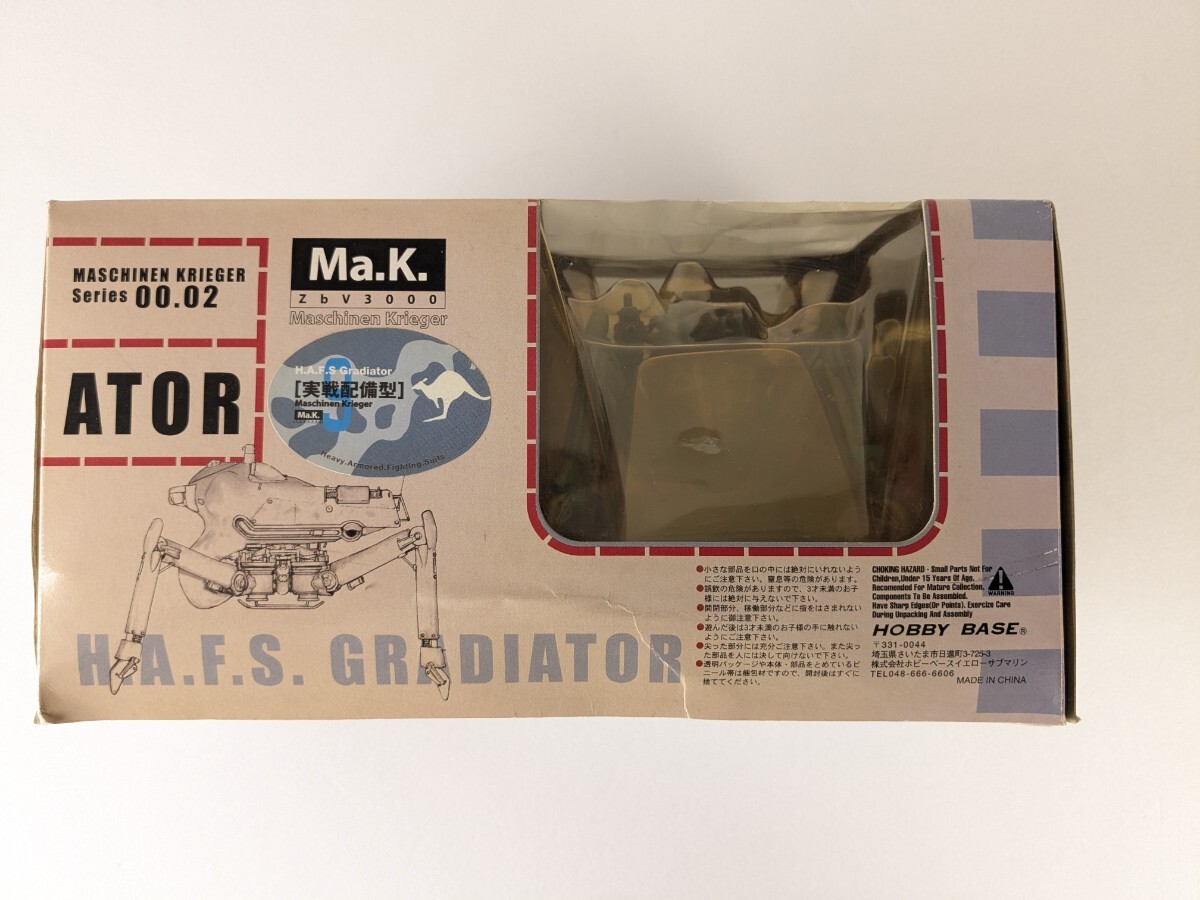 MASCHINEN KRIEGER
Series 00.02
ATOR
Ma.K.
ZbV3000
Maschinen Krieger
H.A.F.S Gradiator
S
[実戦配備型]
Maschinen Krieger
Ma.K.
Heavy.Armored.Fighting.Suits
H.A.F.S. GRADIATOR
●小さな部品を口の中には絶対にいれないよう
にご注意下さい。窒息等の危険があります。
●誤飲の危険がありますので、3才未満のお子
様には絶対に与えないで下さい。
●開閉部分、稼働部分などに指をはさまれない
ように御注意下さい。
●遊んだ後は3才未満のお子様の手に触れない
ようにご注意下さい。
●尖った部分には充分ご注意下さい。また尖っ
た部品を人には決して向けないで下さい。
●透明パッケージや本体・部品をとめているビ
ニール帯は梱包材ですので、開封後はすぐに
捨ててください。
CHOKING HAZARD - Small Parts Not For
Children,Under 15 Years Of Age.
Recomended For Mature Collection,
Components To Be Assembled.
Have Sharp Edges(Or Points). Exercize Care
During Unpacking And Assembly
WARNING
HOBBY BASE®
〒331-0044
埼玉県さいたま市日進町3-725-3
株式会社ホビーベースイエローサブマリン
TEL048-666-6606
MADE IN CHINA